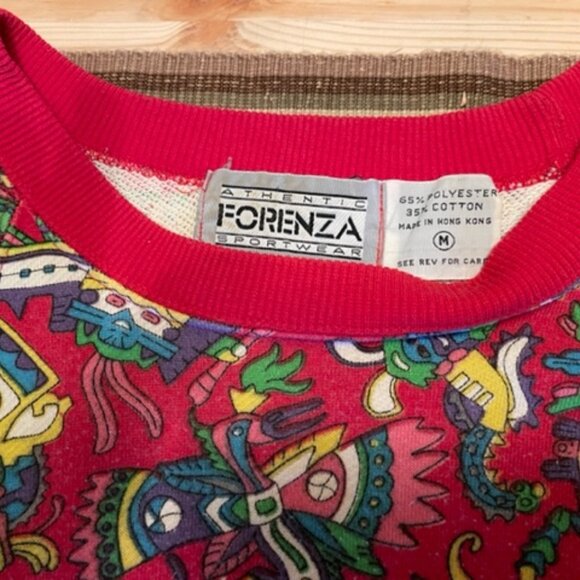 ATHENTIC
FORENZA
SPORTWEAR
65% POLYESTER
35% COTTON
MADE IN HONG KONG
M
SEE REV FOR CARE